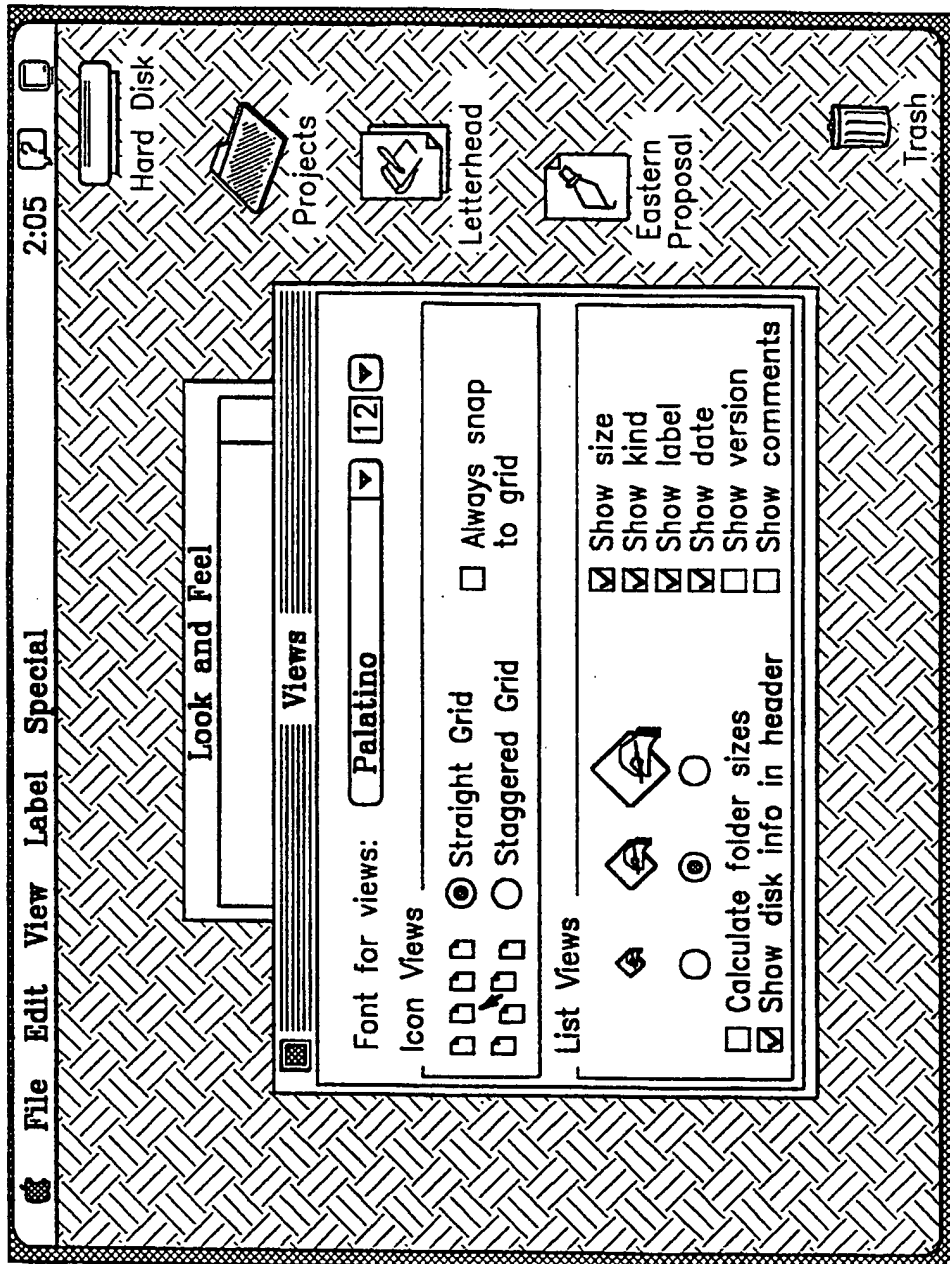 File Edit View Label Special 2:05 ?
Hard Disk
Projects
Letterhead
Eastern
Proposal
Trash
Look and Feel
Views
Font for views: Palatino 12
Icon Views
Straight Grid
Staggered Grid
Always snap
to grid
List Views
Calculate folder sizes
Show disk info in header
Show size
Show kind
Show label
Show date
Show version
Show comments